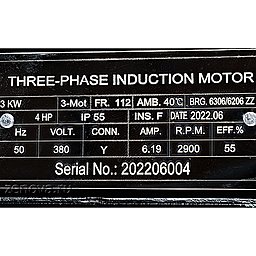 THREE-PHASE INDUCTION MOTOR
3 KW 3-Mot FR. 112 AMB. 40°C BRG. 6306/6206 ZZ
4 HP IP 55 INS. F DATE 2022.06
Hz VOLT. CONN. AMP. R.P.M. EFF.%
50 380 Y 6.19 2900 55
Serial No.: 202206004
zenova.ru